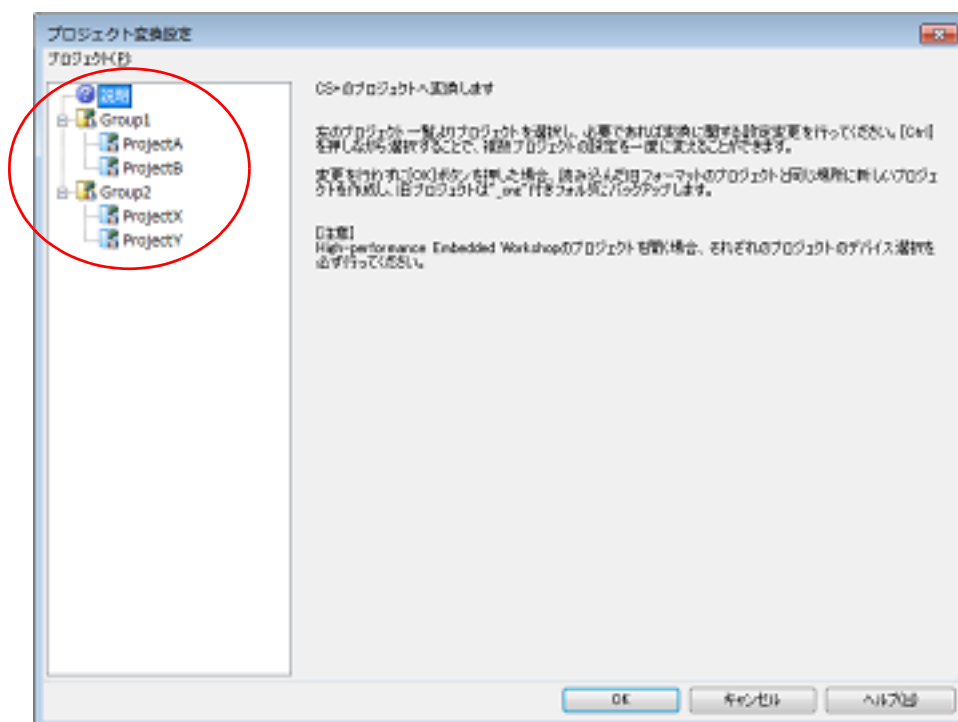 プロジェクト変換設定
プロジェクト(P)
説明
Group1
ProjectA
ProjectB
Group2
ProjectX
ProjectY
CS+のプロジェクトへ変換します
左のプロジェクト一覧よりプロジェクトを選択し、必要であれば変換に関する設定変更を行ってください。[Ctrl]
を押しながら選択することで、複数プロジェクトの設定を一度に変えることができます。
変更を行わずに[OK]ボタンを押した場合、読み込んだ旧フォーマットのプロジェクトと同じ場所に新しいプロジェ
クトを作成し、旧プロジェクトは"_org"付きフォルダにバックアップします。
【注意】
High-performance Embedded Workshopのプロジェクトを開く場合、それぞれのプロジェクトのデバイス選択を
必ず行ってください。
OK
キャンセル
ヘルプ(H)